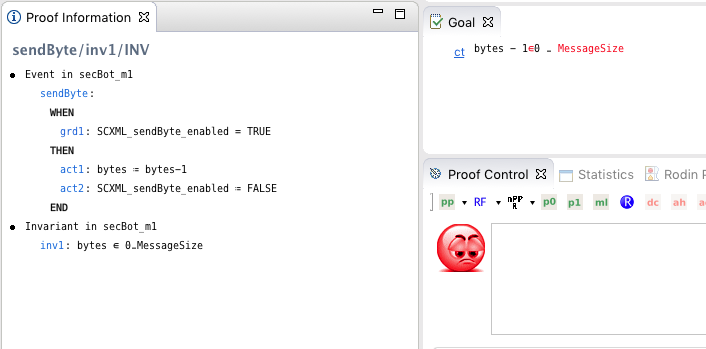 Proof Information
sendByte/inv1/INV
Event in secBot_m1
sendByte:
WHEN
grd1: SCXML_sendByte_enabled = TRUE
THEN
act1: bytes ≔ bytes−1
act2: SCXML_sendByte_enabled ≔ FALSE
END
Invariant in secBot_m1
inv1: bytes ∈ 0‥MessageSize
Goal
ct bytes − 1∈0 ‥ MessageSize
Proof Control
Statistics
Rodin P
pp RF nPP R p0 p1 ml R dc ah